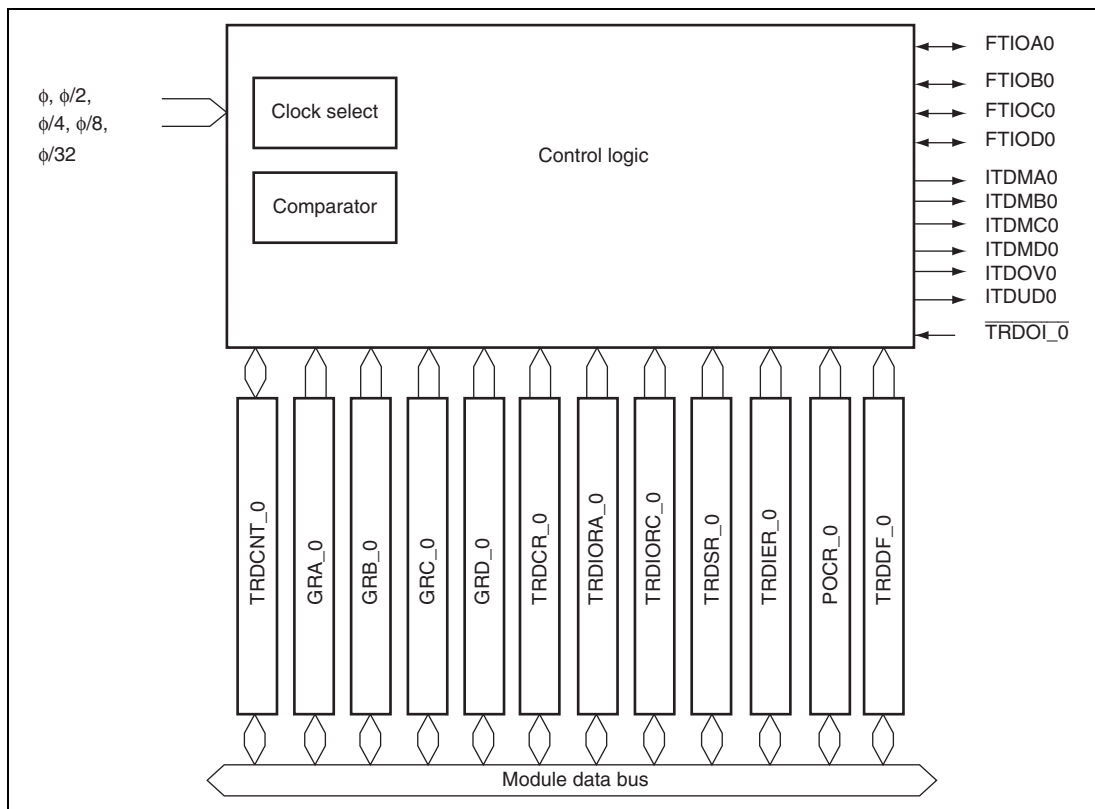 FTIOA0
ϕ, ϕ/2,
ϕ/4, ϕ/8,
ϕ/32
Clock select
Comparator
Control logic
FTIOB0
FTIOC0
FTIOD0
ITDMA0
ITDMB0
ITDMC0
ITDMD0
ITDOV0
ITDUD0
TRDOI_0
TRDCNT_0
GRA_0
GRB_0
GRC_0
GRD_0
TRDCR_0
TRDIORA_0
TRDIORC_0
TRDSR_0
TRDIER_0
POCR_0
TRDDF_0
Module data bus